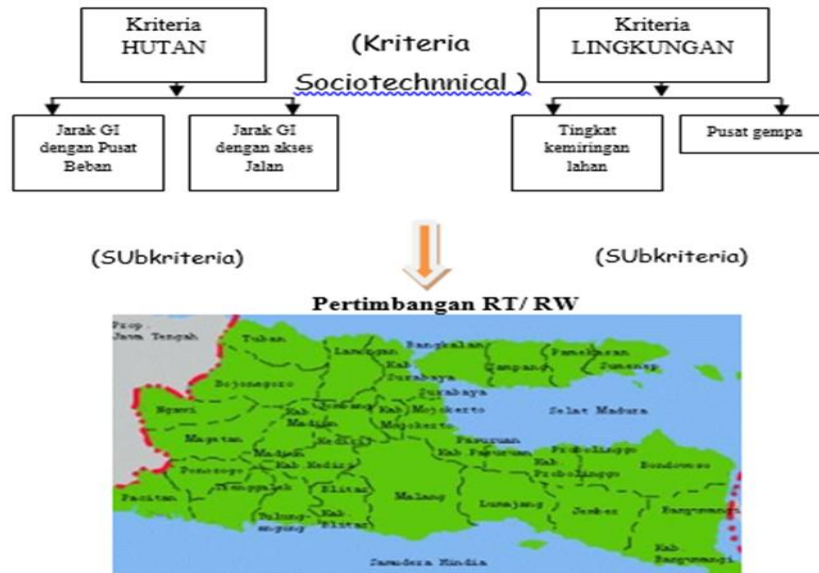 Kriteria
HUTAN
(Kriteria
Sociotechnnical )
Kriteria
LINGKUNGAN
Jarak GI
dengan Pusat
Beban
Jarak GI
dengan akses
Jalan
Tingkat
kemiringan
lahan
Pusat gempa
(SUbkriteria)
(SUbkriteria)
Pertimbangan RT/ RW
Prop.
Jawa Tengah
Tuban
Lamongan
Bangkalan
Sampang
Pamekasan
Sumenep
Kab.
Surabaya
Surabaya
Bojonegoro
Ngawi
Kab.
Madiun
Jombang
Kab.
Mojokerto
Mojokerto
Selat Madura
Magetan
Madiun
Kediri
Kab. Kediri
Pasuruan
Kab. Pasuruan
Probolinggo
Kab.
Probolinggo
Bondowoso
Ponorogo
Pacitan
Trenggalek
Blitar
Kab.
Blitar
Tulung-
agung
Malang
Lumajang
Jember
Banyuwangi
Kab.
Banyuwangi
Samudera Hindia